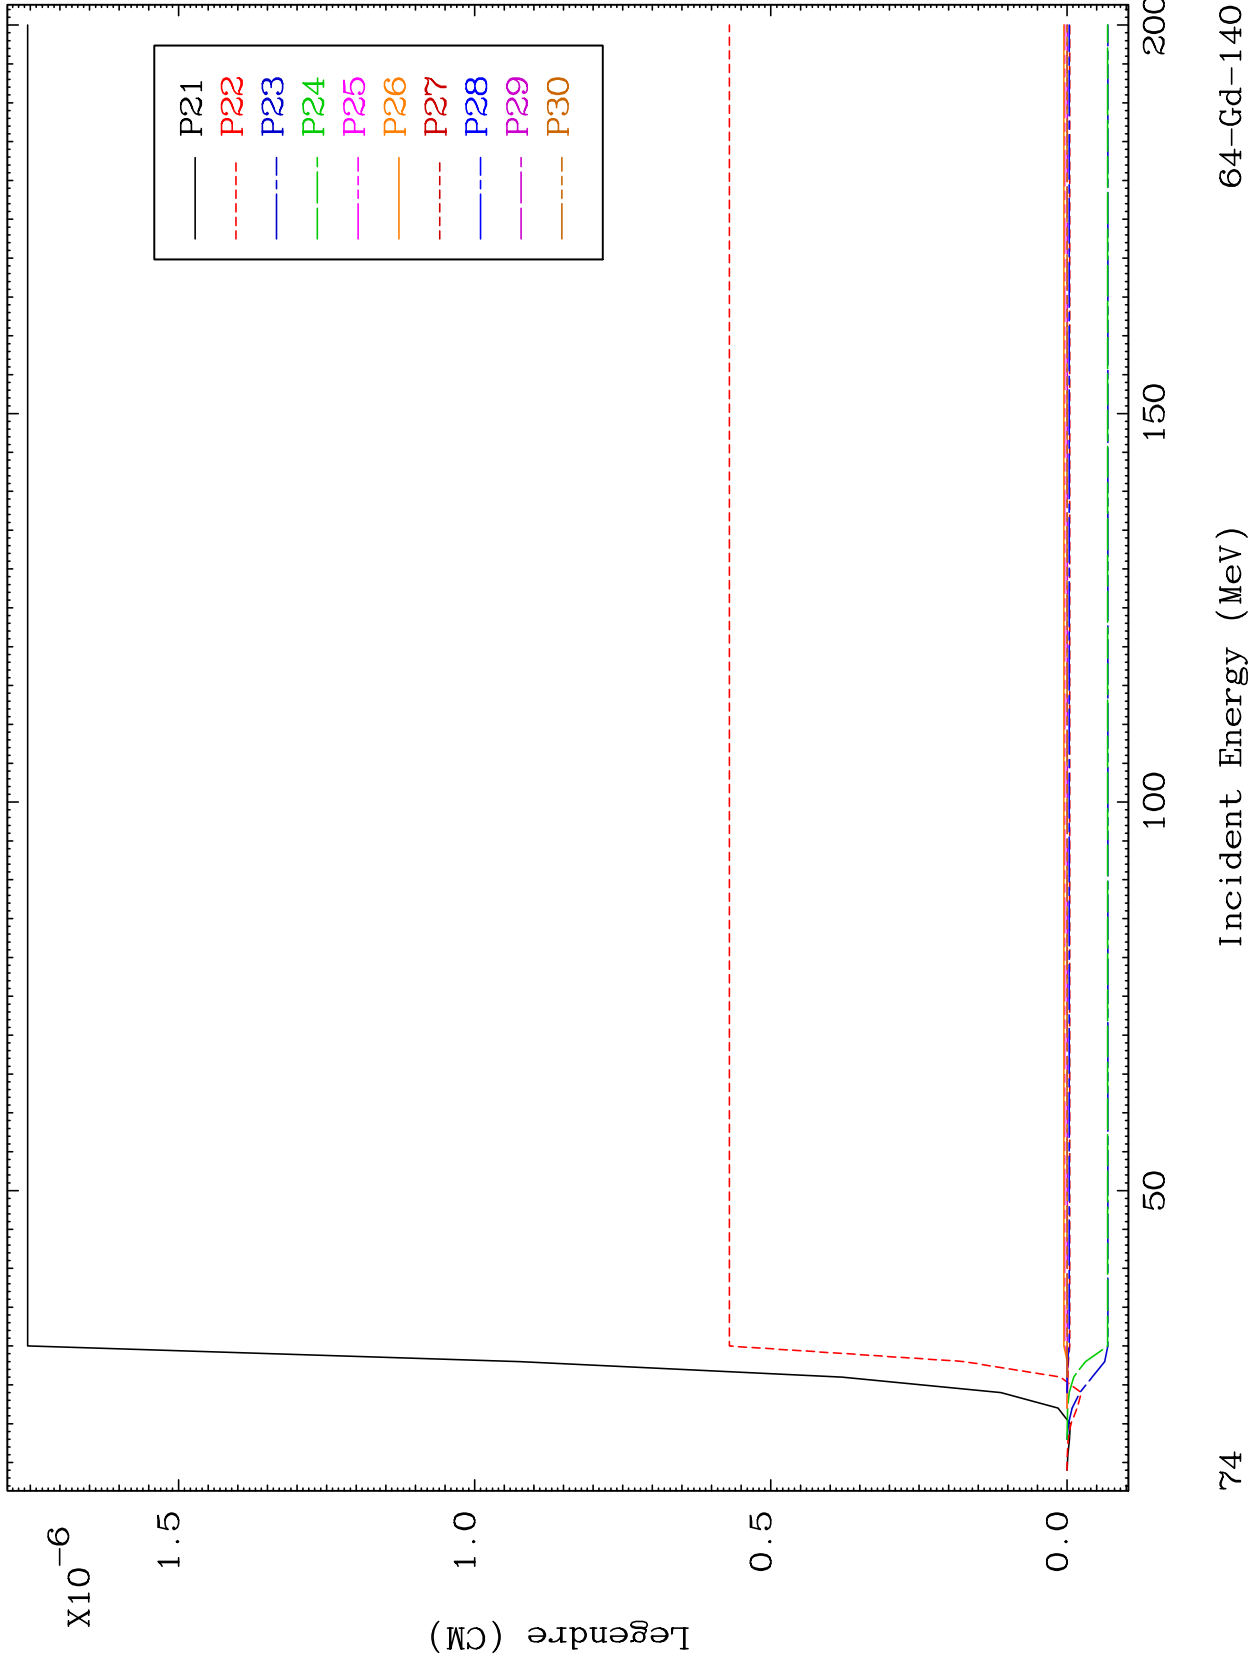 X10-6
1.5
1.0
0.5
0.0
Legendre (CM)
P21
P22
P23
P24
P25
P26
P27
P28
P29
P30
50
100
150
200
Incident Energy (MeV)
74
64-Gd-140